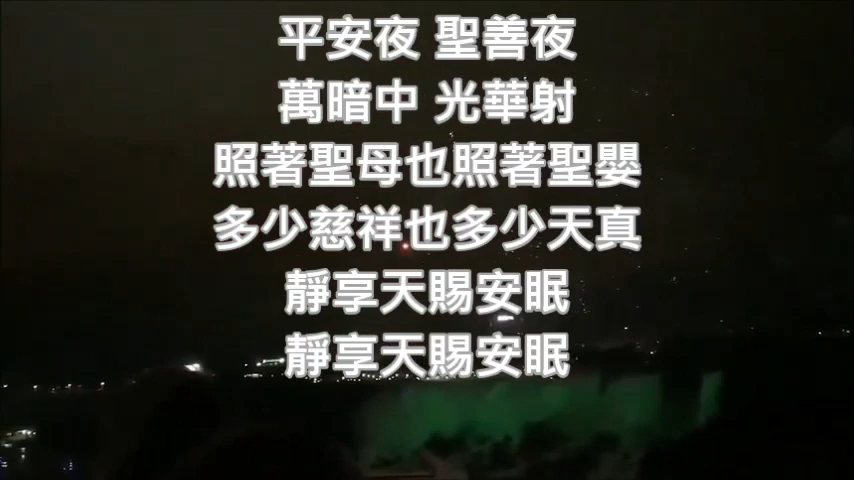 平安夜 聖善夜
萬暗中 光華射
照著聖母也照著聖嬰
多少慈祥也多少天真
靜享天賜安眠
靜享天賜安眠